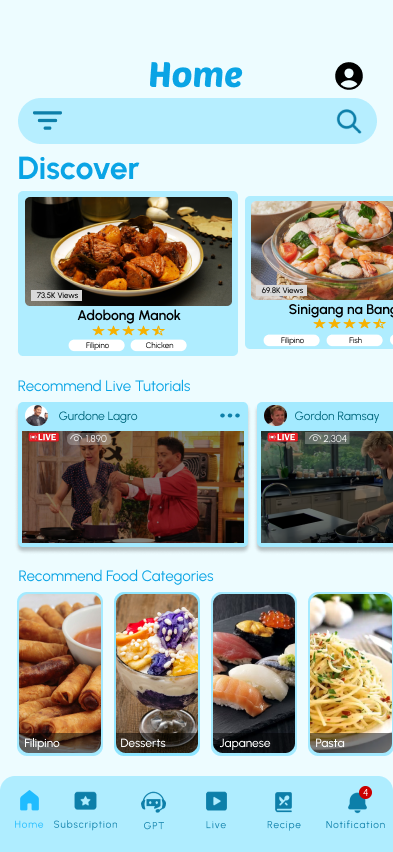 Home
Discover
73.5K Views
69.8K Views
Adobong Manok
Sinigang na Bang
Filipino
Chicken
Filipino
Fish
Recommend Live Tutorials
Gurdone Lagro
Gordon Ramsay
LIVE
1,890
LIVE
2,304
Recommend Food Categories
Filipino
Desserts
Japanese
Pasta
4
Home
Subscription
GPT
Live
Recipe
Notification